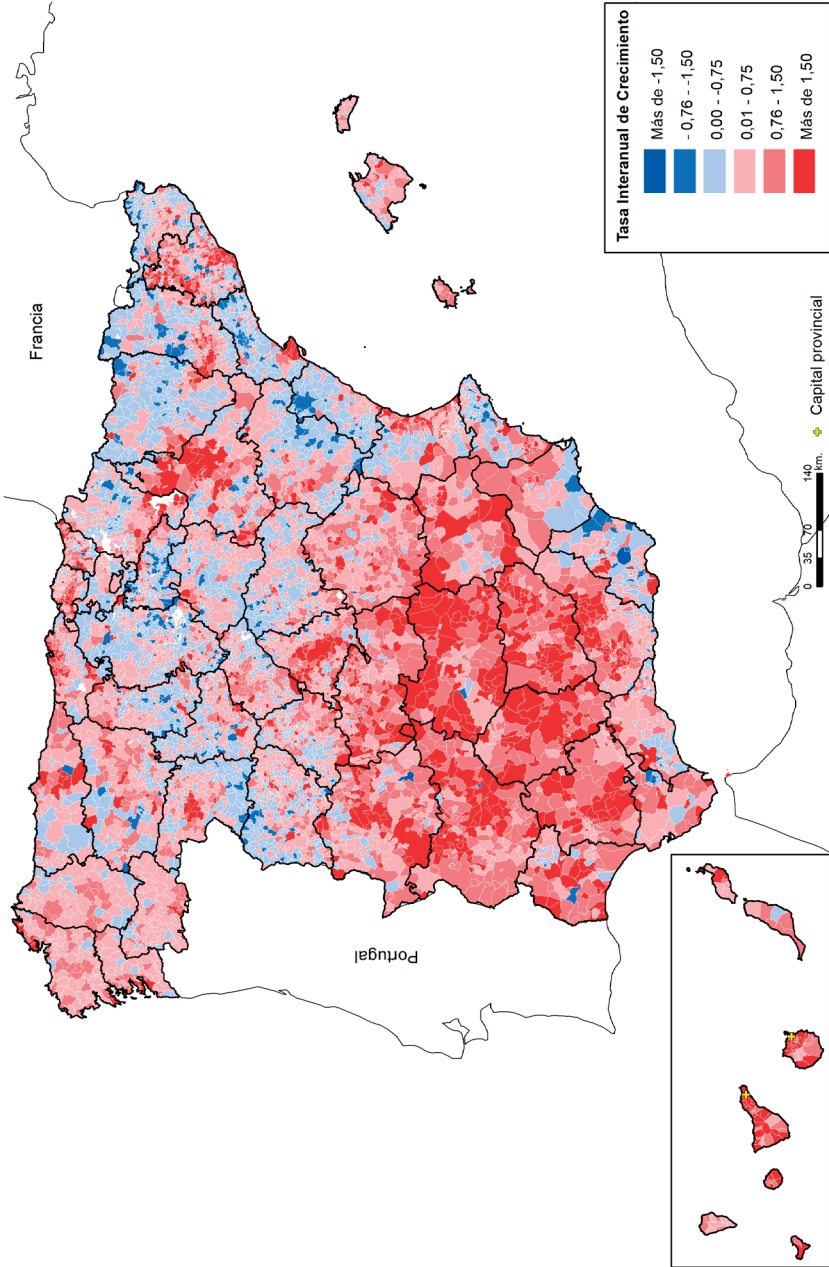 Francia
Portugal
Tasa Interanual de Crecimiento
Más de -1,50
- 0,76 - -1,50
0,00 - -0,75
0,01 - 0,75
0,76 - 1,50
Más de 1,50
0 35 70 140
km.
Capital provincial